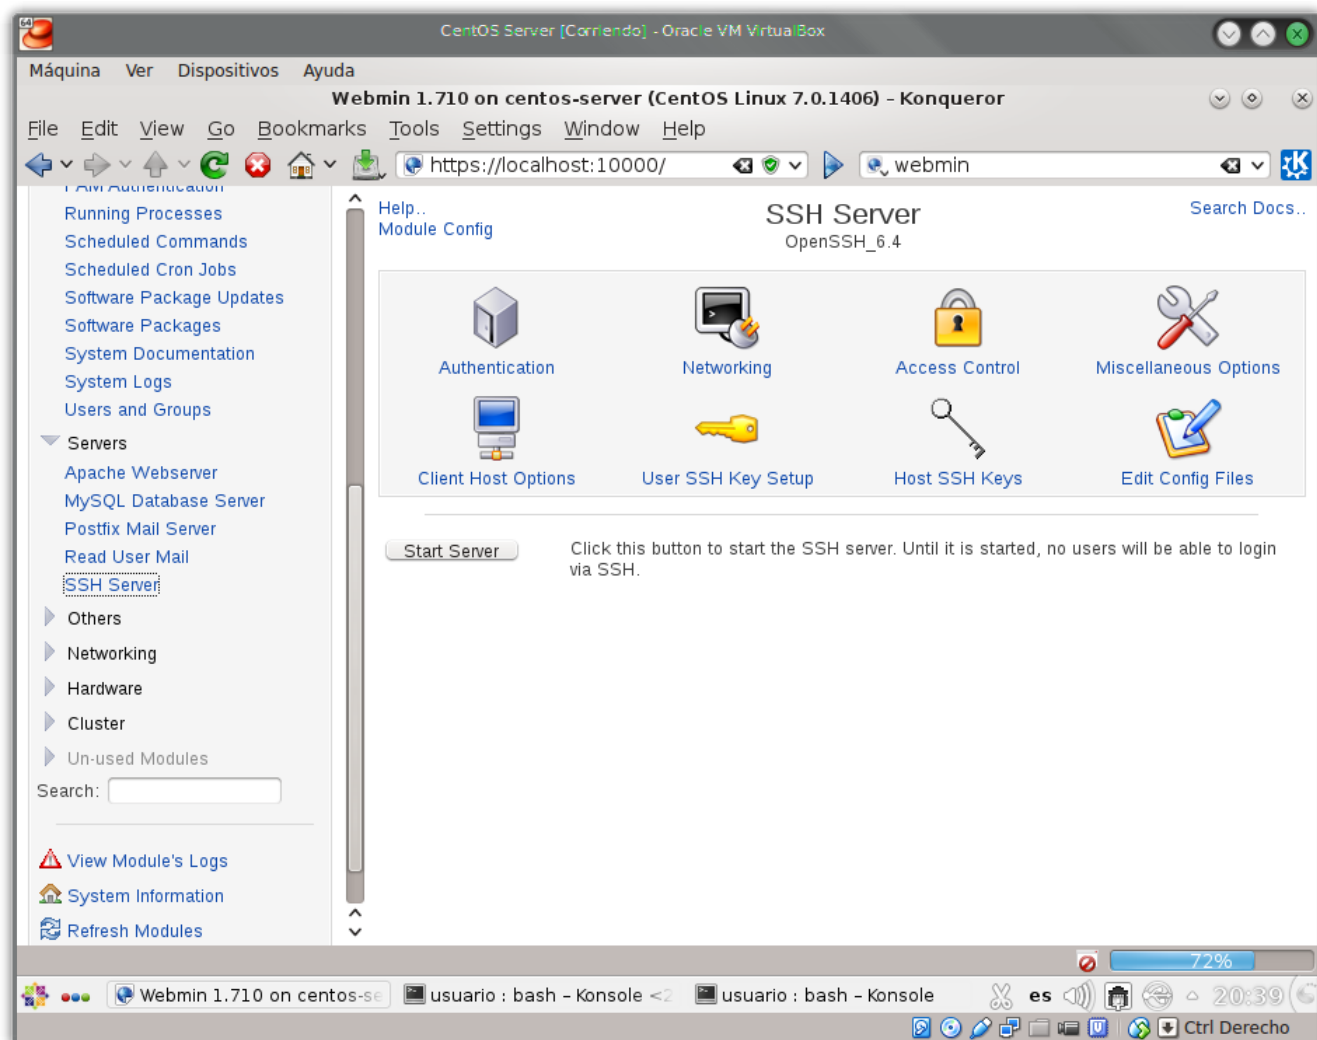 64
CentOS Server [Corriendo] - Oracle VM VirtualBox
Máquina Ver Dispositivos Ayuda
Webmin 1.710 on centos-server (CentOS Linux 7.0.1406) – Konqueror
File Edit View Go Bookmarks Tools Settings Window Help
https://localhost:10000/ webmin
PAM Authentication
Running Processes
Scheduled Commands
Scheduled Cron Jobs
Software Package Updates
Software Packages
System Documentation
System Logs
Users and Groups
Servers
Apache Webserver
MySQL Database Server
Postfix Mail Server
Read User Mail
SSH Server
Others
Networking
Hardware
Cluster
Un-used Modules
Search:
View Module's Logs
System Information
Refresh Modules
Help..
Module Config
SSH Server
OpenSSH_6.4
Search Docs..
Authentication Networking Access Control Miscellaneous Options
Client Host Options User SSH Key Setup Host SSH Keys Edit Config Files
Start Server
Click this button to start the SSH server. Until it is started, no users will be able to login
via SSH.
72%
Webmin 1.710 on centos-se usuario : bash – Konsole <2 usuario : bash – Konsole es 20:39
Ctrl Derecho